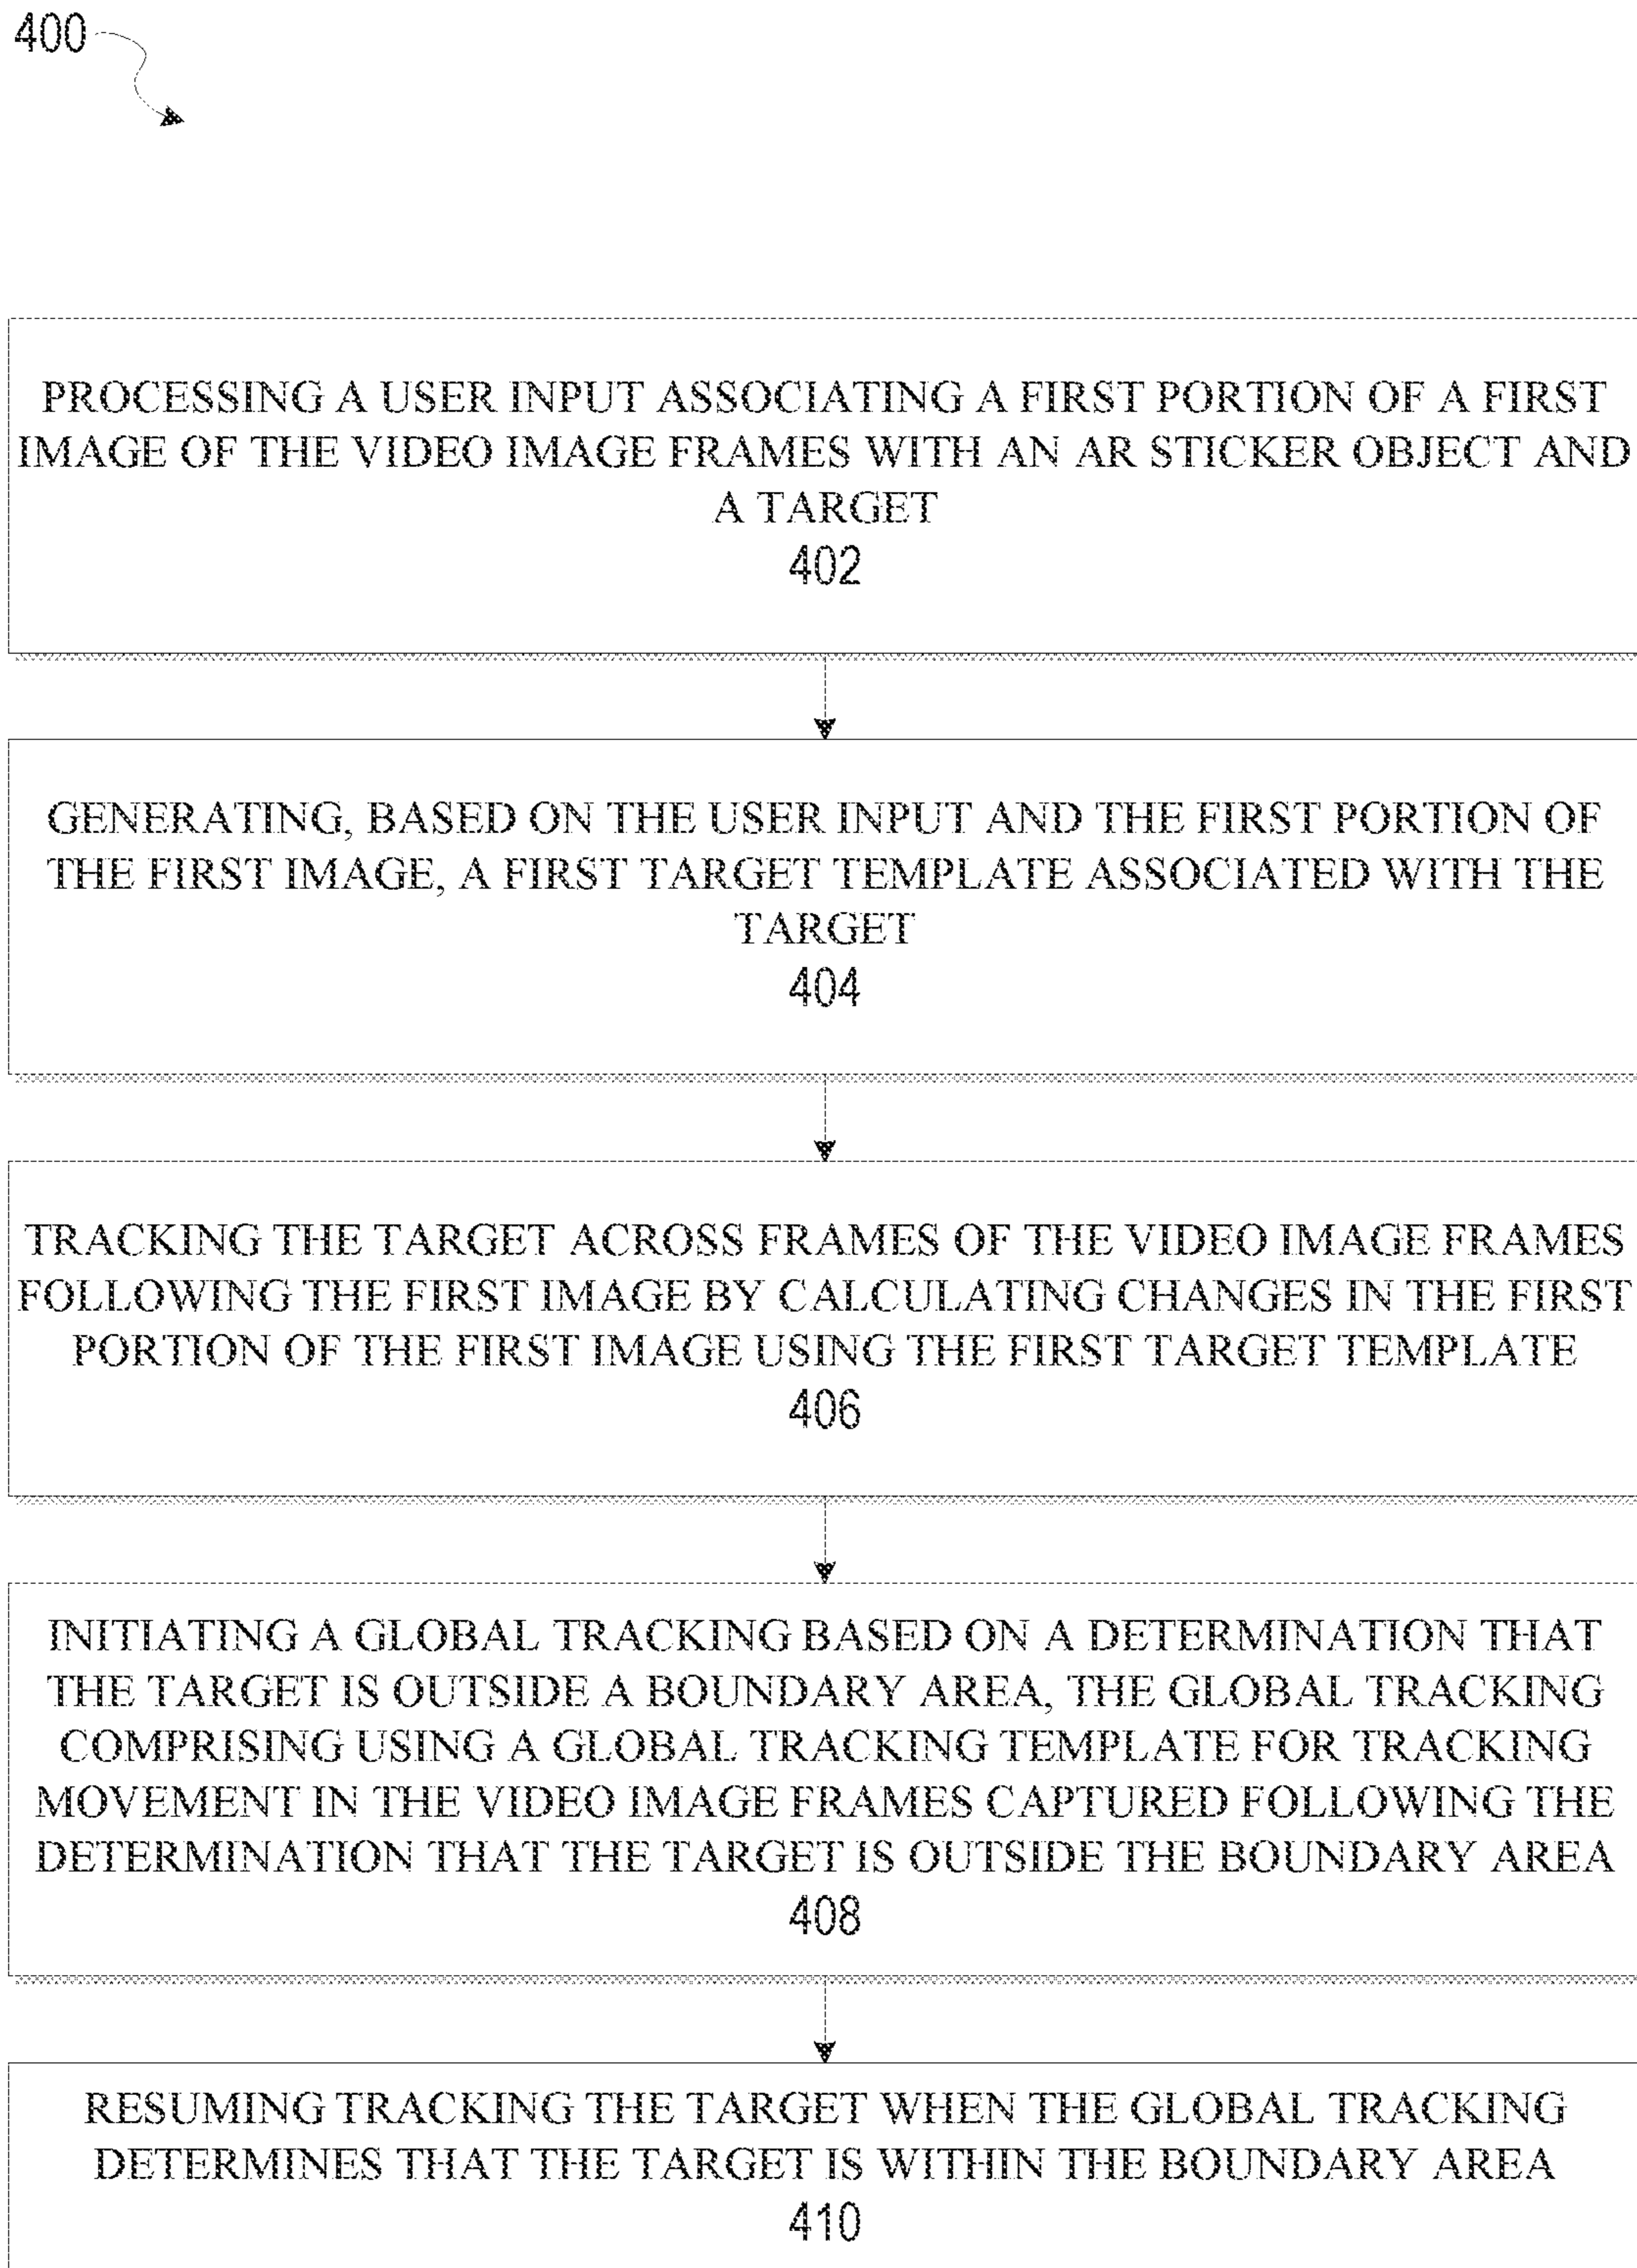 400
PROCESSING A USER INPUT ASSOCIATING A FIRST PORTION OF A FIRST
IMAGE OF THE VIDEO IMAGE FRAMES WITH AN AR STICKER OBJECT AND
A TARGET
402
GENERATING, BASED ON THE USER INPUT AND THE FIRST PORTION OF
THE FIRST IMAGE, A FIRST TARGET TEMPLATE ASSOCIATED WITH THE
TARGET
404
TRACKING THE TARGET ACROSS FRAMES OF THE VIDEO IMAGE FRAMES
FOLLOWING THE FIRST IMAGE BY CALCULATING CHANGES IN THE FIRST
PORTION OF THE FIRST IMAGE USING THE FIRST TARGET TEMPLATE
406
INITIATING A GLOBAL TRACKING BASED ON A DETERMINATION THAT
THE TARGET IS OUTSIDE A BOUNDARY AREA, THE GLOBAL TRACKING
COMPRISING USING A GLOBAL TRACKING TEMPLATE FOR TRACKING
MOVEMENT IN THE VIDEO IMAGE FRAMES CAPTURED FOLLOWING THE
DETERMINATION THAT THE TARGET IS OUTSIDE THE BOUNDARY AREA
408
RESUMING TRACKING THE TARGET WHEN THE GLOBAL TRACKING
DETERMINES THAT THE TARGET IS WITHIN THE BOUNDARY AREA
410